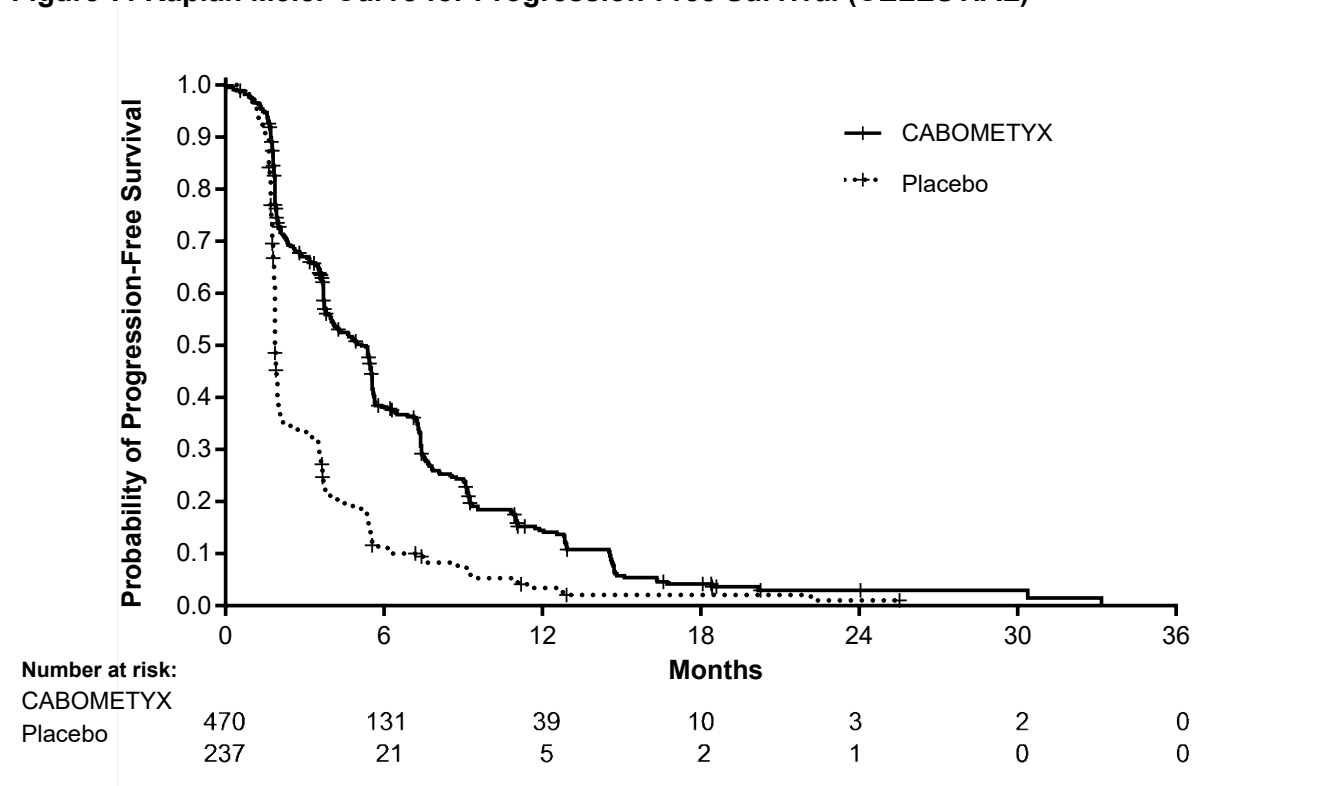 CABOMETYX
Placebo
Probability of Progression-Free Survival
1.0
0.9
0.8
0.7
0.6
0.5
0.4
0.3
0.2
0.1
0.0
0 6 12 18 24 30 36
Months
Number at risk:
CABOMETYX
470 131 39 10 3 2 0
Placebo
237 21 5 2 1 0 0